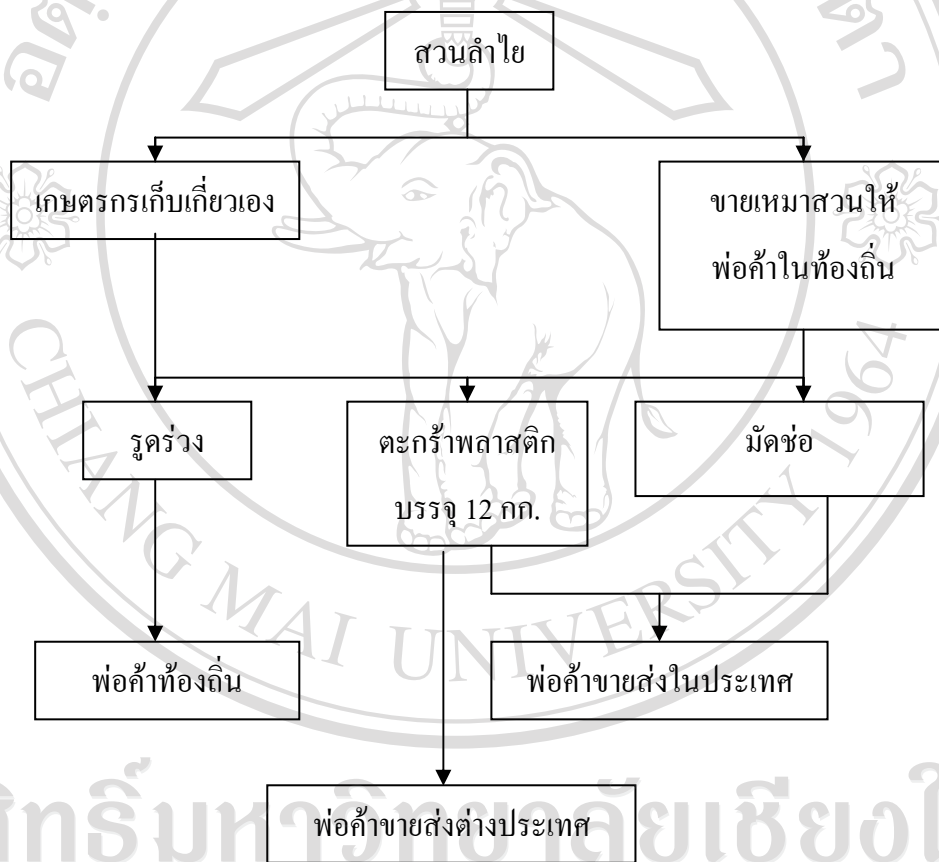 สวนลำไย
เกษตรกรเก็บเกี่ยวเอง
ขายเหมาสวนให้
พ่อค้าในท้องถิ่น
รูดร่วง
ตะกร้าพลาสติก
บรรจุ 12 กก.
มัดช่อ
พ่อค้าท้องถิ่น
พ่อค้าขายส่งในประเทศ
พ่อค้าขายส่งต่างประเทศ
CHIANG MAI UNIVERSITY 1964